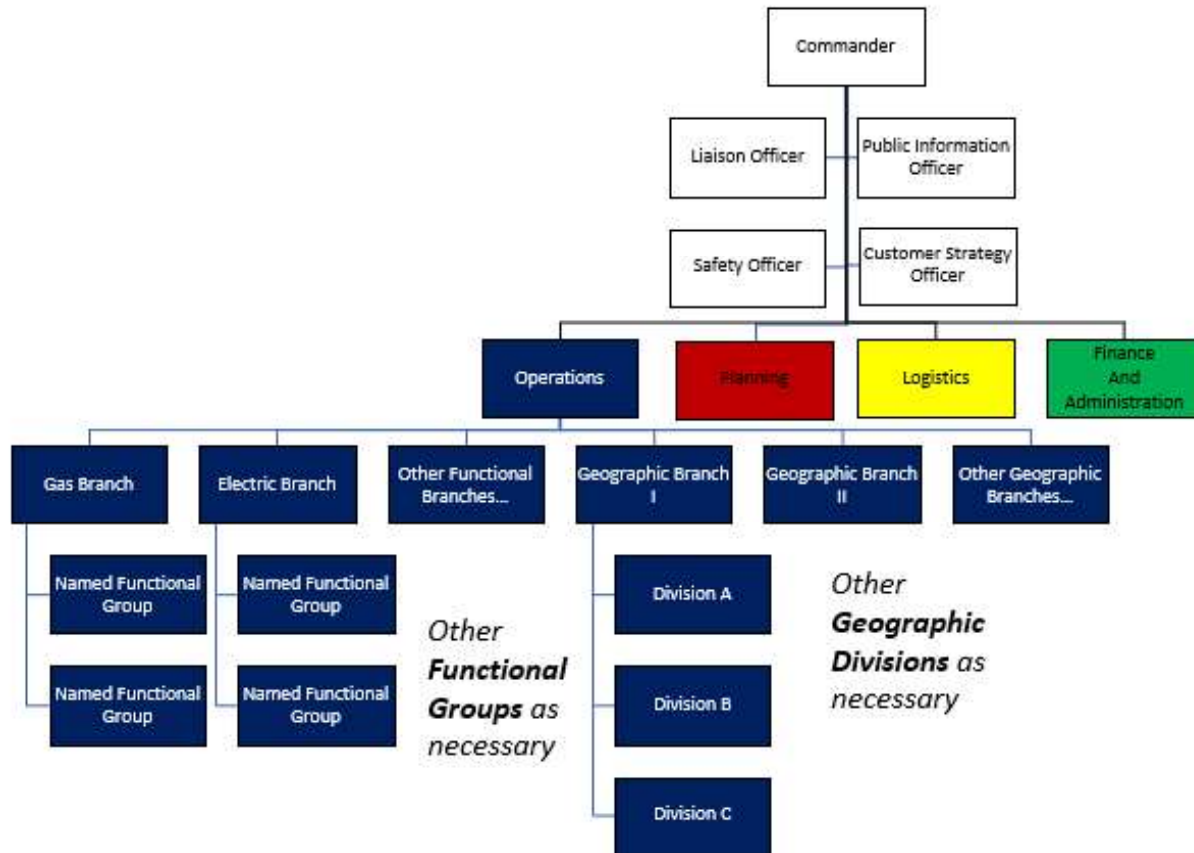 Commander
Liaison Officer
Public Information
Officer
Safety Officer
Customer Strategy
Officer
Operations
Planning
Logistics
Finance
And
Administration
Gas Branch
Electric Branch
Other Functional
Branches...
Geographic Branch
I
Geographic Branch
II
Other Geographic
Branches...
Named Functional
Group
Named Functional
Group
Named Functional
Group
Named Functional
Group
Other
Functional
Groups as
necessary
Division A
Division B
Division C
Other
Geographic
Divisions as
necessary